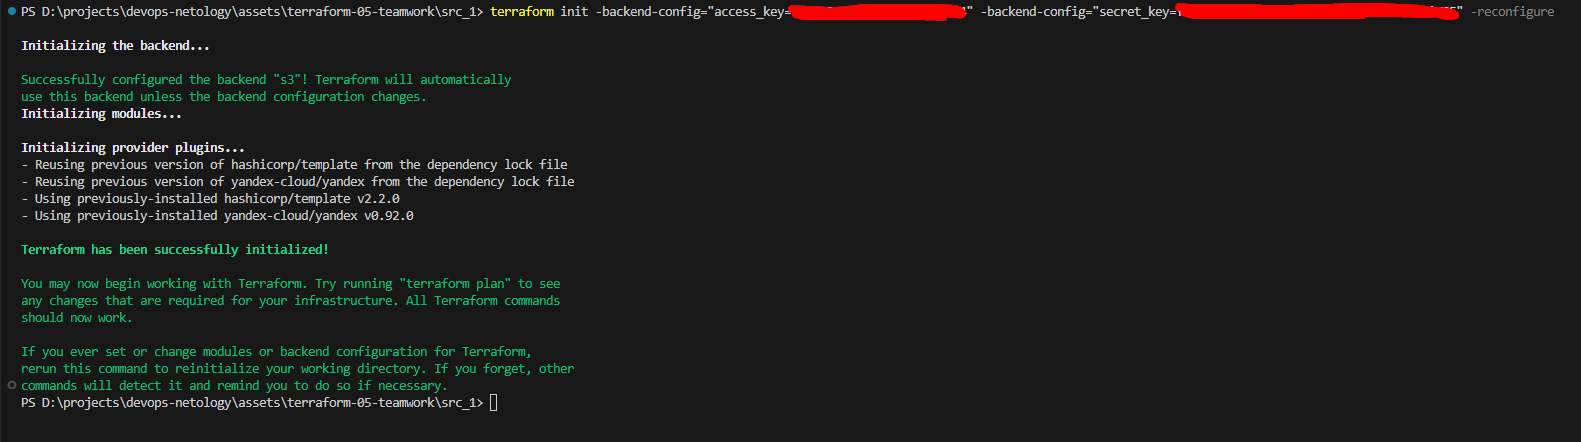 PS D:\projects\devops-netology\assets\terraform-05-teamwork\src_1> terraform init -backend-config="access_key= " -backend-config="secret_key= " -reconfigure
Initializing the backend...
Successfully configured the backend "s3"! Terraform will automatically
use this backend unless the backend configuration changes.
Initializing modules...
Initializing provider plugins...
- Reusing previous version of hashicorp/template from the dependency lock file
- Reusing previous version of yandex-cloud/yandex from the dependency lock file
- Using previously-installed hashicorp/template v2.2.0
- Using previously-installed yandex-cloud/yandex v0.92.0
Terraform has been successfully initialized!
You may now begin working with Terraform. Try running "terraform plan" to see
any changes that are required for your infrastructure. All Terraform commands
should now work.
If you ever set or change modules or backend configuration for Terraform,
rerun this command to reinitialize your working directory. If you forget, other
commands will detect it and remind you to do so if necessary.
PS D:\projects\devops-netology\assets\terraform-05-teamwork\src_1>